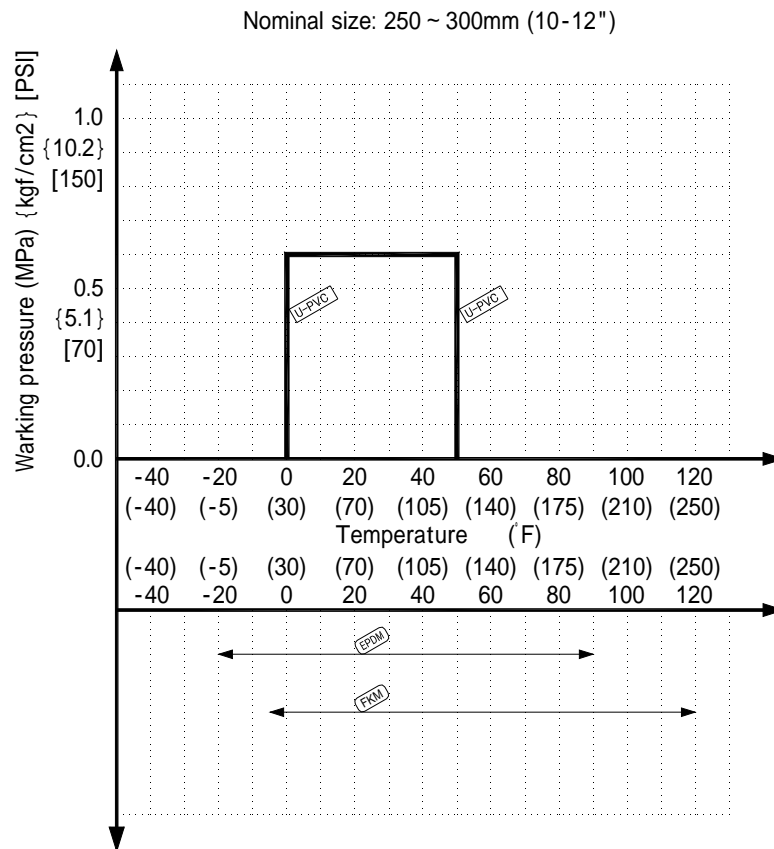 Nominal size: 250 ~ 300mm (10-12")
Warking pressure (MPa) {kgf/cm2} [PSI]
1.0
{10.2}
[150]
0.5
{5.1}
[70]
0.0
U-PVC
U-PVC
-40 -20 0 20 40 60 80 100 120
(-40) (-5) (30) (70) (105) (140) (175) (210) (250)
Temperature (°F)
(-40) (-5) (30) (70) (105) (140) (175) (210) (250)
-40 -20 0 20 40 60 80 100 120
EPDM
FKM